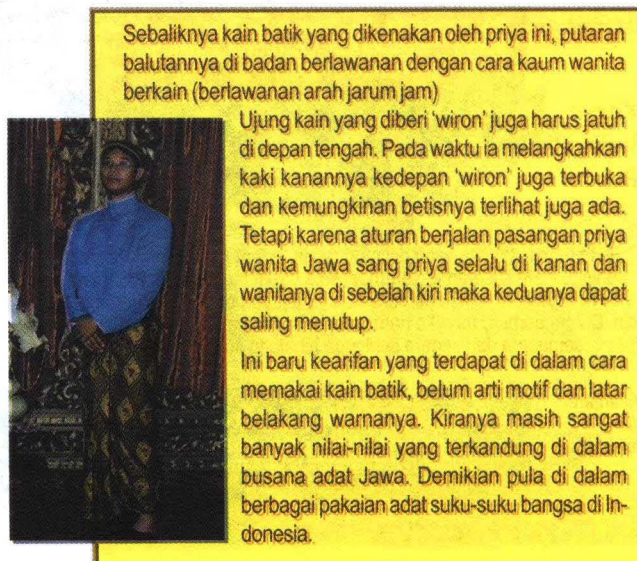 Sebaliknya kain batik yang dikenakan oleh priya ini, putaran
balutannya di badan berlawanan dengan cara kaum wanita
berkain (berlawanan arah jarum jam)
Ujung kain yang diberi 'wiron' juga harus jatuh
di depan tengah. Pada waktu ia melangkahkan
kaki kanannya kedepan 'wiron' juga terbuka
dan kemungkinan betisnya terlihat juga ada.
Tetapi karena aturan berjalan pasangan priya
wanita Jawa sang priya selalu di kanan dan
wanitanya di sebelah kiri maka keduanya dapat
saling menutup.
Ini baru kearifan yang terdapat di dalam cara
memakai kain batik, belum arti motif dan latar
belakang warnanya. Kiranya masih sangat
banyak nilai-nilai yang terkandung di dalam
busana adat Jawa. Demikian pula di dalam
berbagai pakaian adat suku-suku bangsa di In-
donesia.